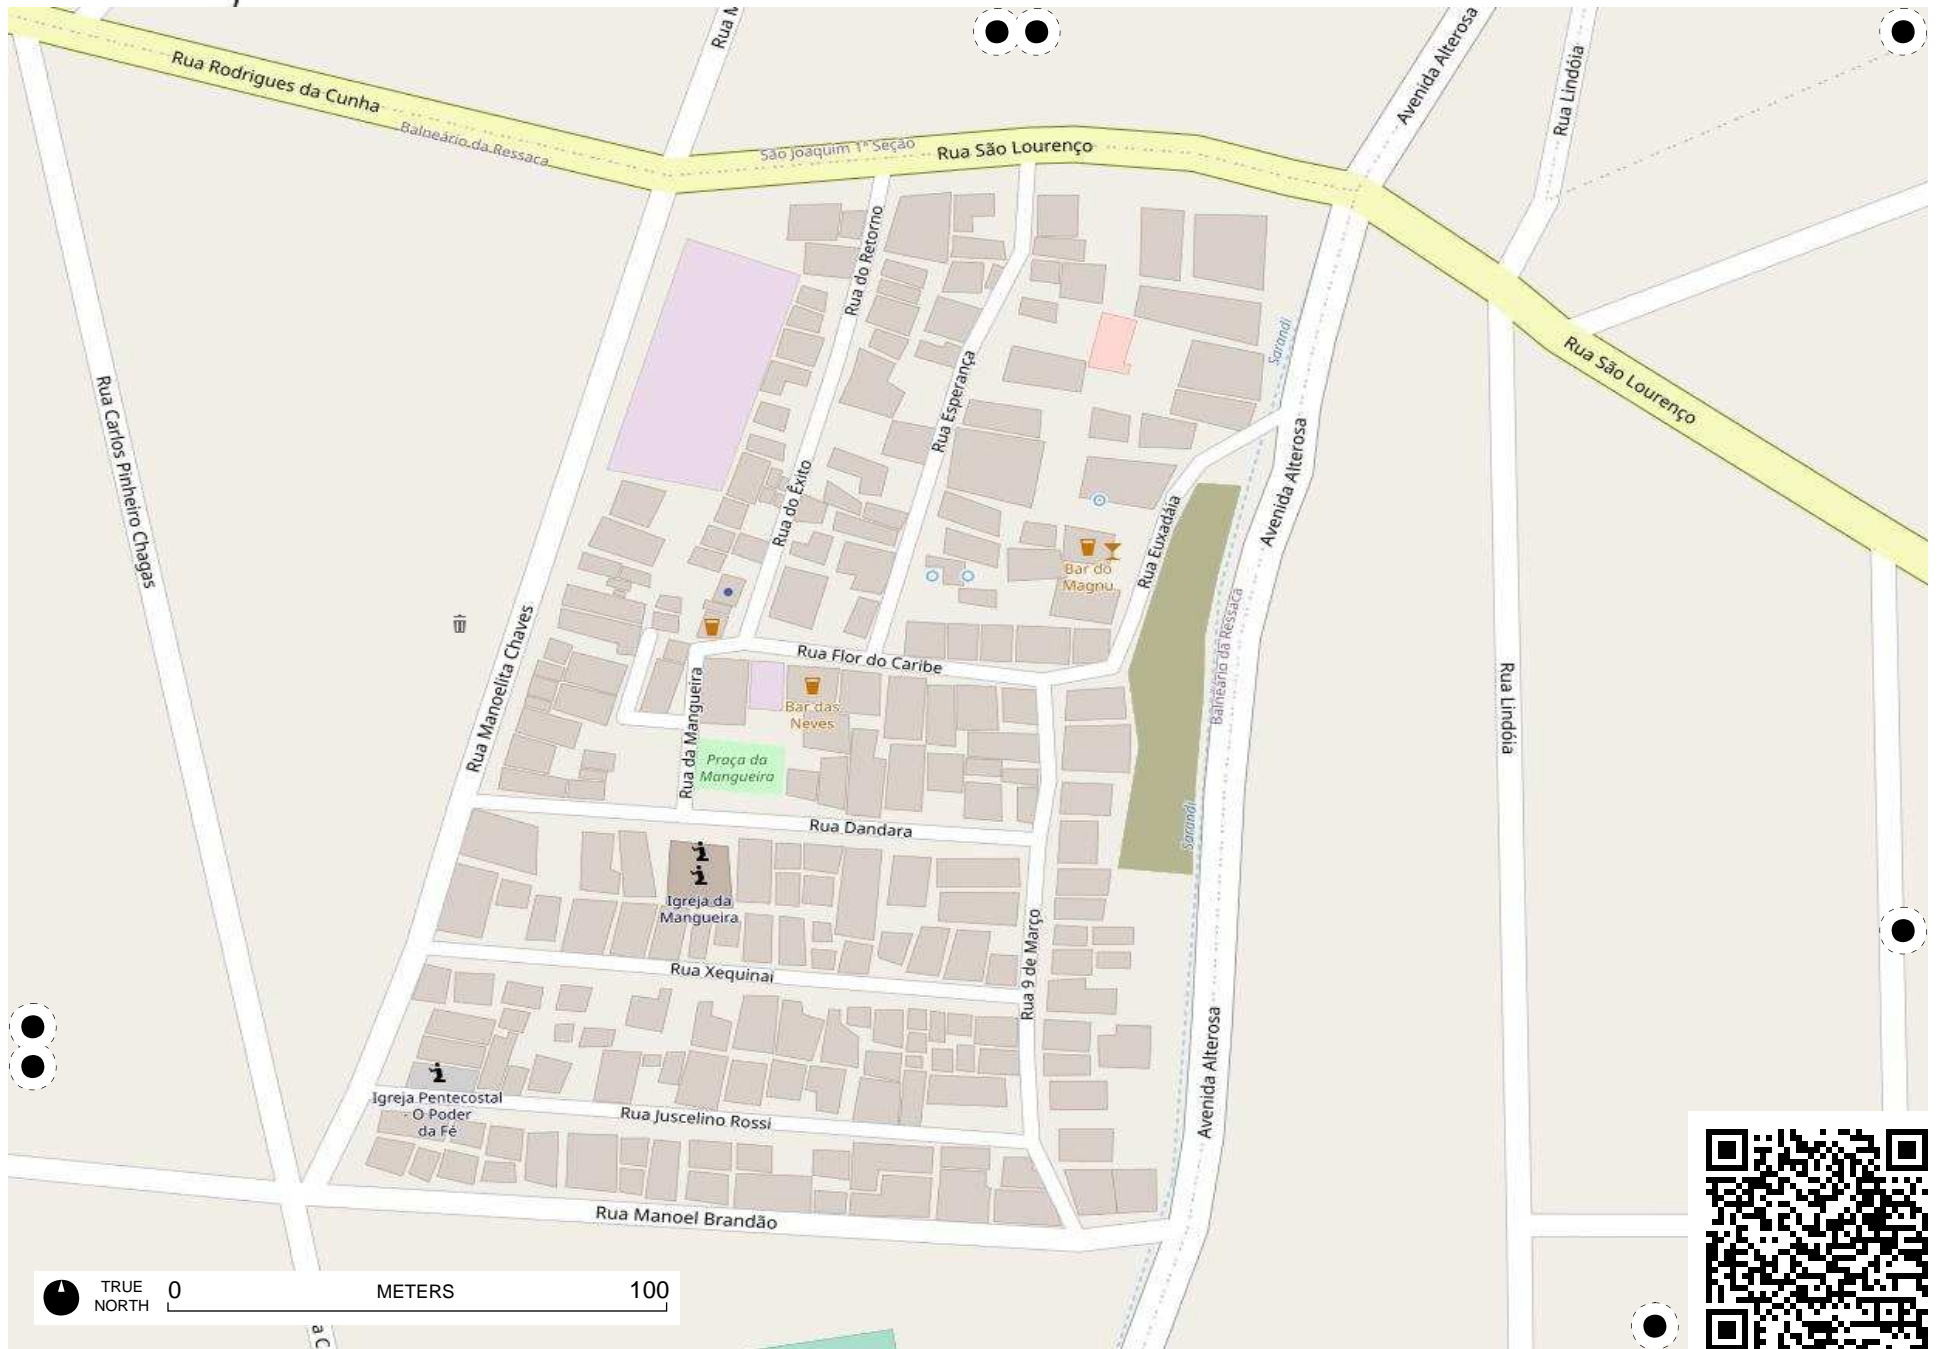 Rua M
Avenida Alterosa
Rua Lindóia
Rua Rodrigues da Cunha
Balneário da Ressaca
São Joaquim 1ª Seção
Rua São Lourenço
Rua do Retorno
Sarandi
Rua São Lourenço
Rua Carlos Pinheiro Chagas
Rua Esperança
Avenida Alterosa
Rua do Êxito
Rua Euxadáia
Bar do
Magnu
Rua Manoelita Chaves
Balneário da Ressaca
Rua Flor do Caribe
Rua da Mangueira
Bar das
Neves
Rua Lindóia
Praça da
Mangueira
Sarandi
Rua Dandara
Igreja da
Mangueira
Rua 9 de Março
Rua Xequinai
Avenida Alterosa
Igreja Pentecostal
- O Poder
da Fé
Rua Juscelino Rossi
Rua Manoel Brandão
TRUE
NORTH
0 METERS 100
a C